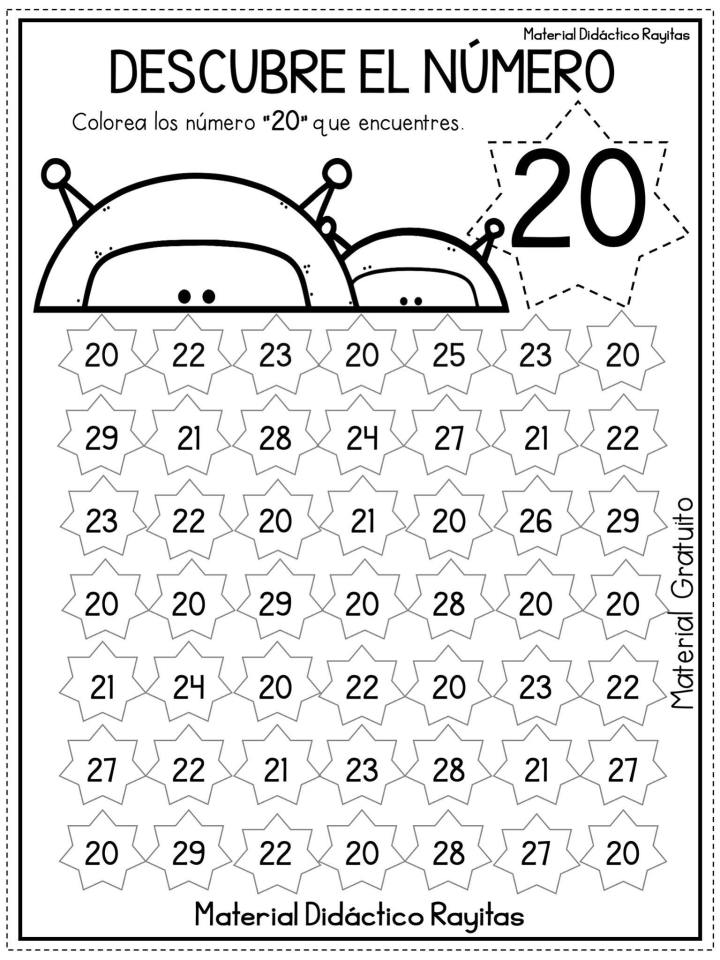 Material Didáctico Rayitas
DESCUBRE EL NÚMERO
Colorea los número "20" que encuentres.
20
20 22 23 20 25 23 20
29 21 28 24 27 21 22
23 22 20 21 20 26 29
20 20 29 20 28 20 20
21 24 20 22 20 23 22
27 22 21 23 28 21 27
20 29 22 20 28 27 20
Material Gratuito
Material Didáctico Rayitas